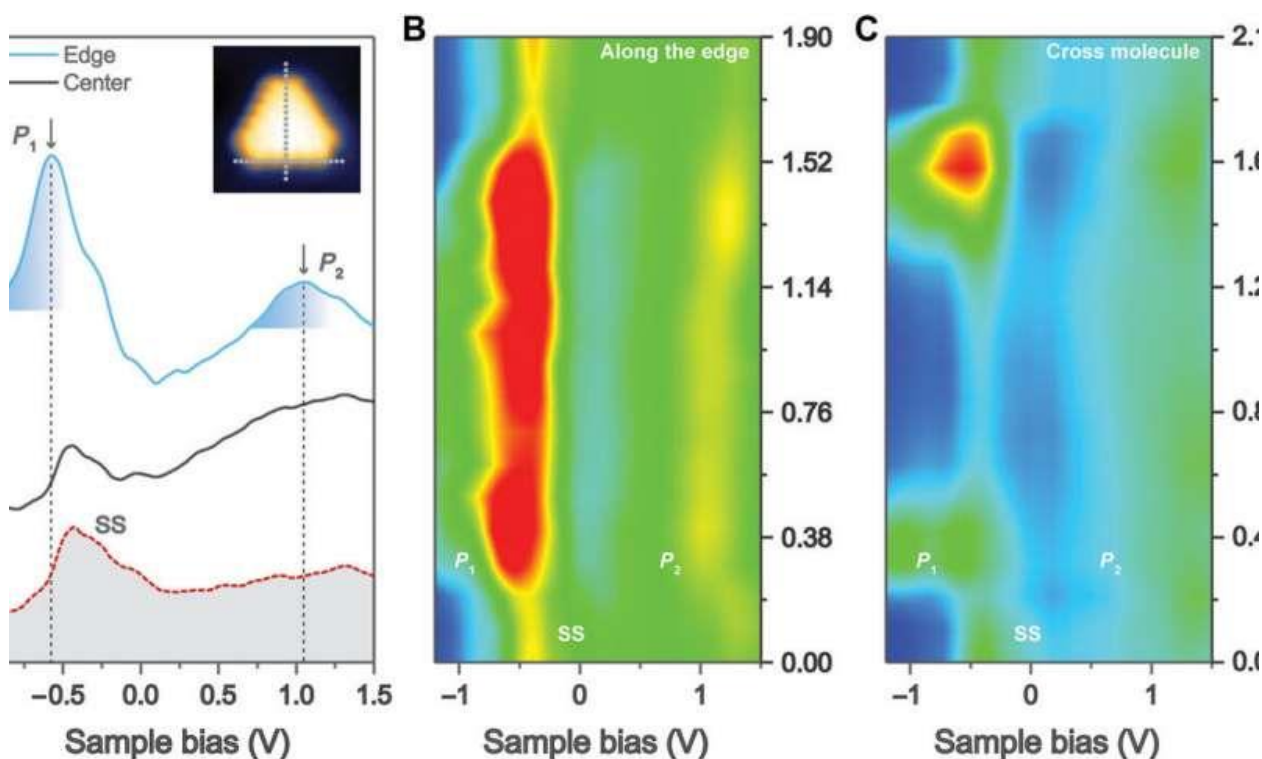 Edge
Center
P1
P2
SS
−0.5 0.0 0.5 1.0 1.5
Sample bias (V)
B
Along the edge
1.90
1.52
1.14
0.76
0.38
0.00
P1
P2
SS
−1 0 1
Sample bias (V)
C
Cross molecule
P1
P2
SS
−1 0 1
Sample bias (V)